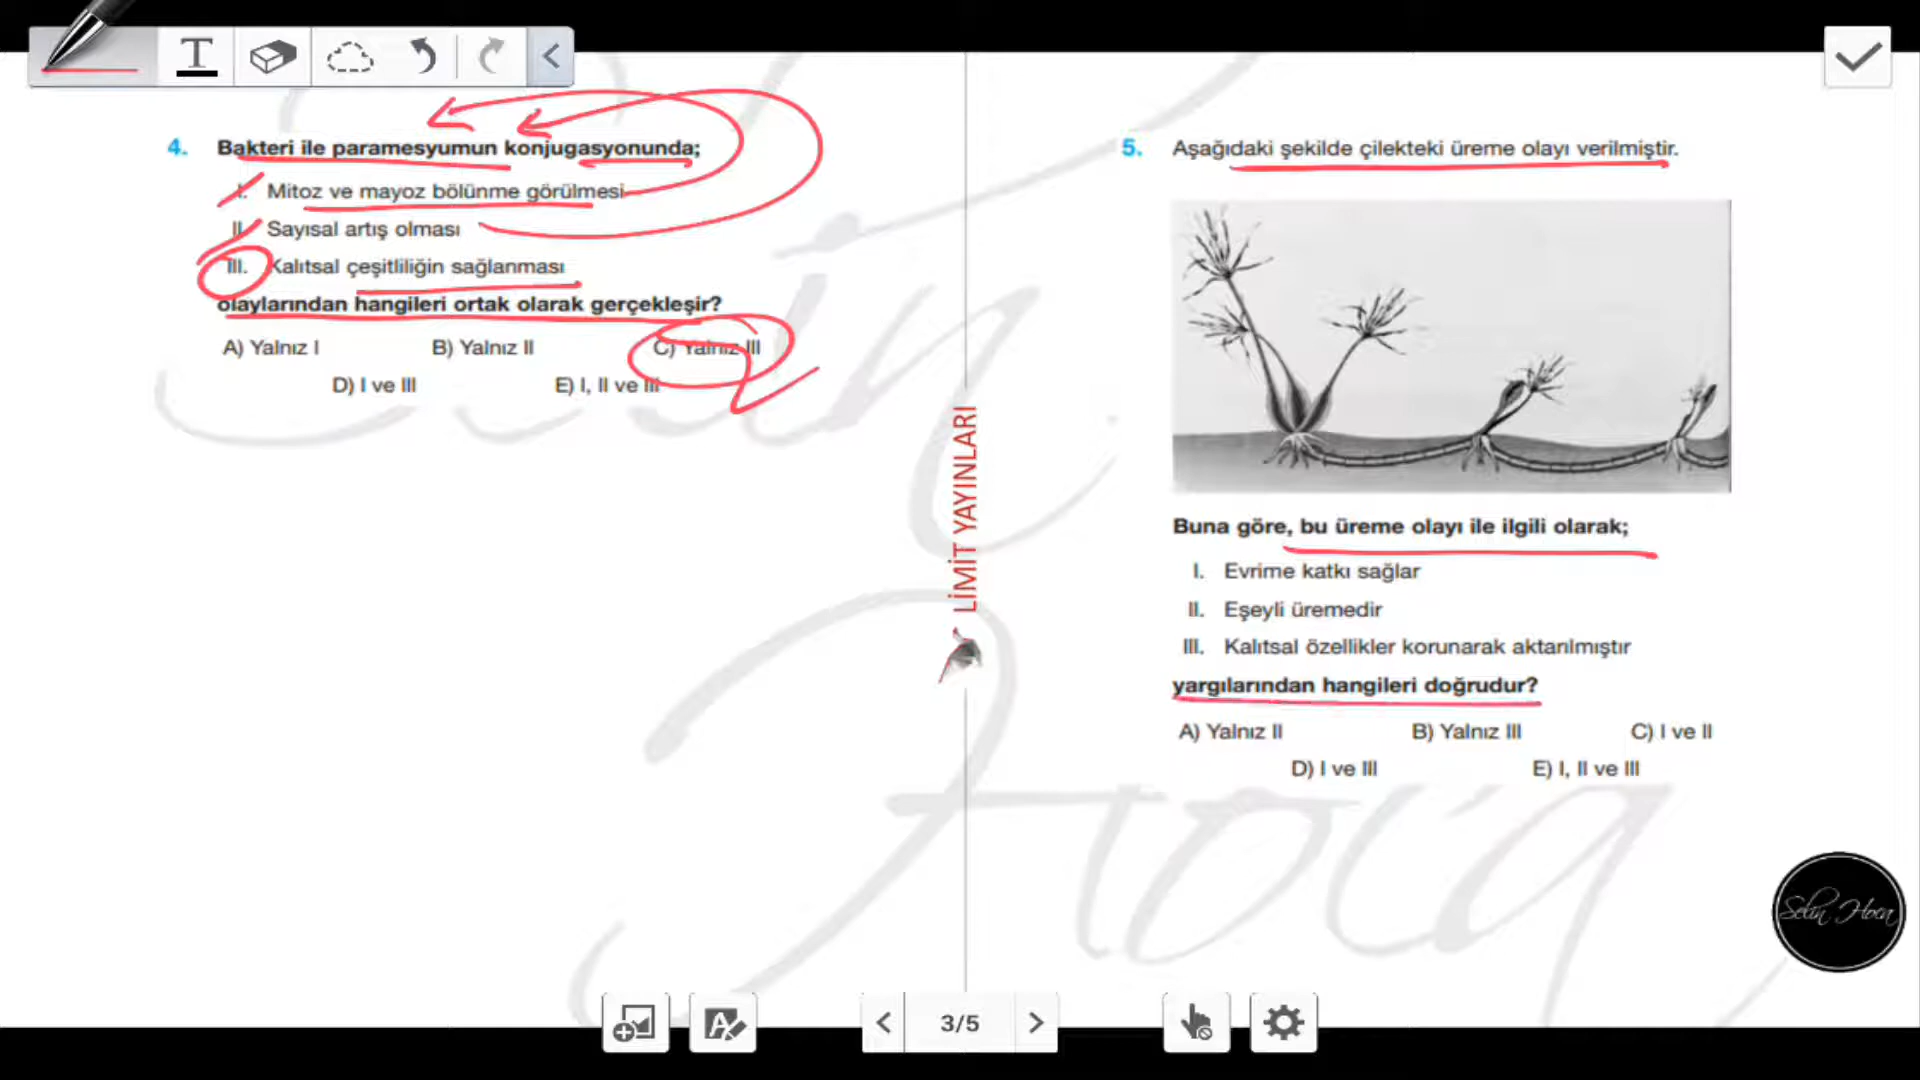 T
4. Bakteri ile paramesyumun konjugasyonunda;
I. Mitoz ve mayoz bölünme görülmesi
II. Sayısal artış olması
III. Kalıtsal çeşitliliğin sağlanması
olaylarından hangileri ortak olarak gerçekleşir?
A) Yalnız I B) Yalnız II C) Yalnız III
D) I ve III E) I, II ve III
LİMİT YAYINLARI
5. Aşağıdaki şekilde çilekteki üreme olayı verilmiştir.
Buna göre, bu üreme olayı ile ilgili olarak;
I. Evrime katkı sağlar
II. Eşeyli üremedir
III. Kalıtsal özellikler korunarak aktarılmıştır
yargılarından hangileri doğrudur?
A) Yalnız II B) Yalnız III C) I ve II
D) I ve III E) I, II ve III
Selin Hoca
Selin Hoca
A
3/5